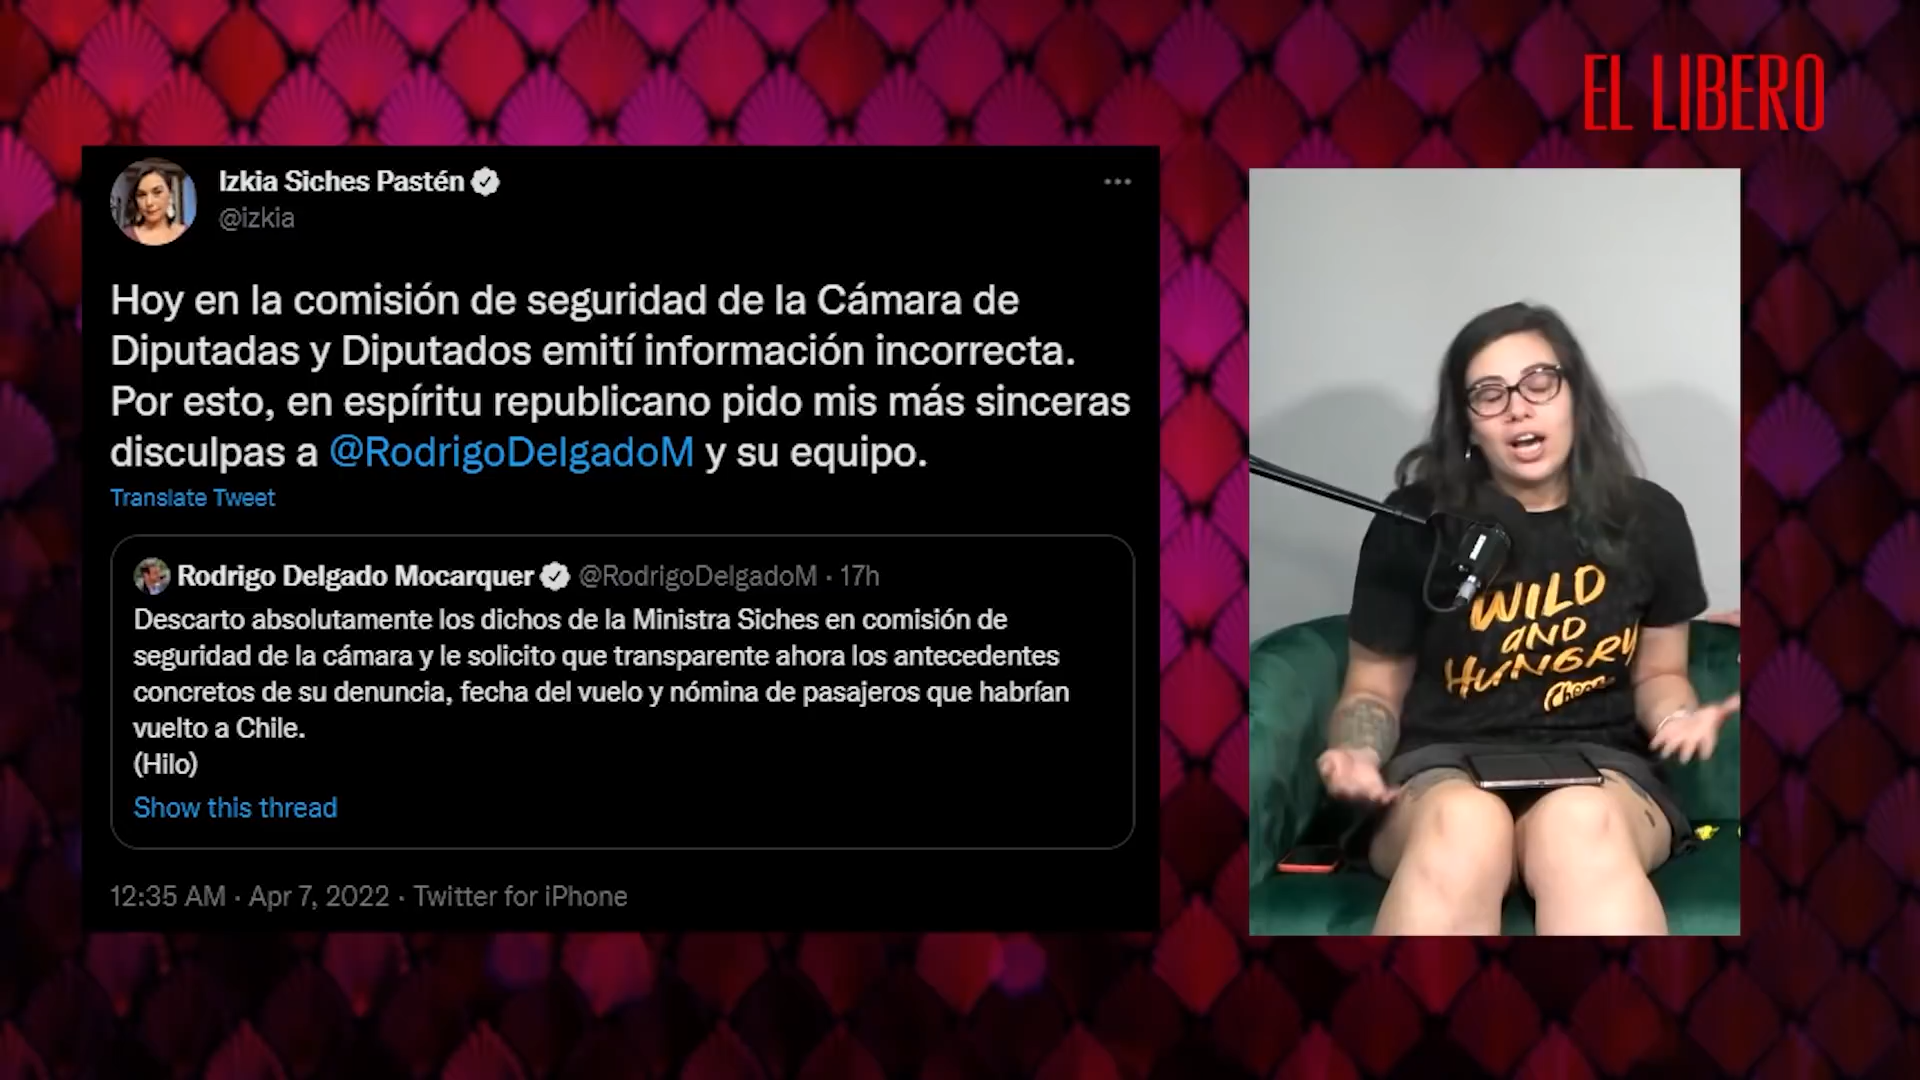 EL LIBERO
Izkia Siches Pastén
@izkia
Hoy en la comisión de seguridad de la Cámara de
Diputadas y Diputados emití información incorrecta.
Por esto, en espíritu republicano pido mis más sinceras
disculpas a @RodrigoDelgadoM y su equipo.
Translate Tweet
Rodrigo Delgado Mocarquer @RodrigoDelgadoM · 17h
Descarto absolutamente los dichos de la Ministra Siches en comisión de
seguridad de la cámara y le solicito que transparente ahora los antecedentes
concretos de su denuncia, fecha del vuelo y nómina de pasajeros que habrían
vuelto a Chile.
(Hilo)
Show this thread
12:35 AM · Apr 7, 2022 · Twitter for iPhone
WILD
AND
HUNGRY